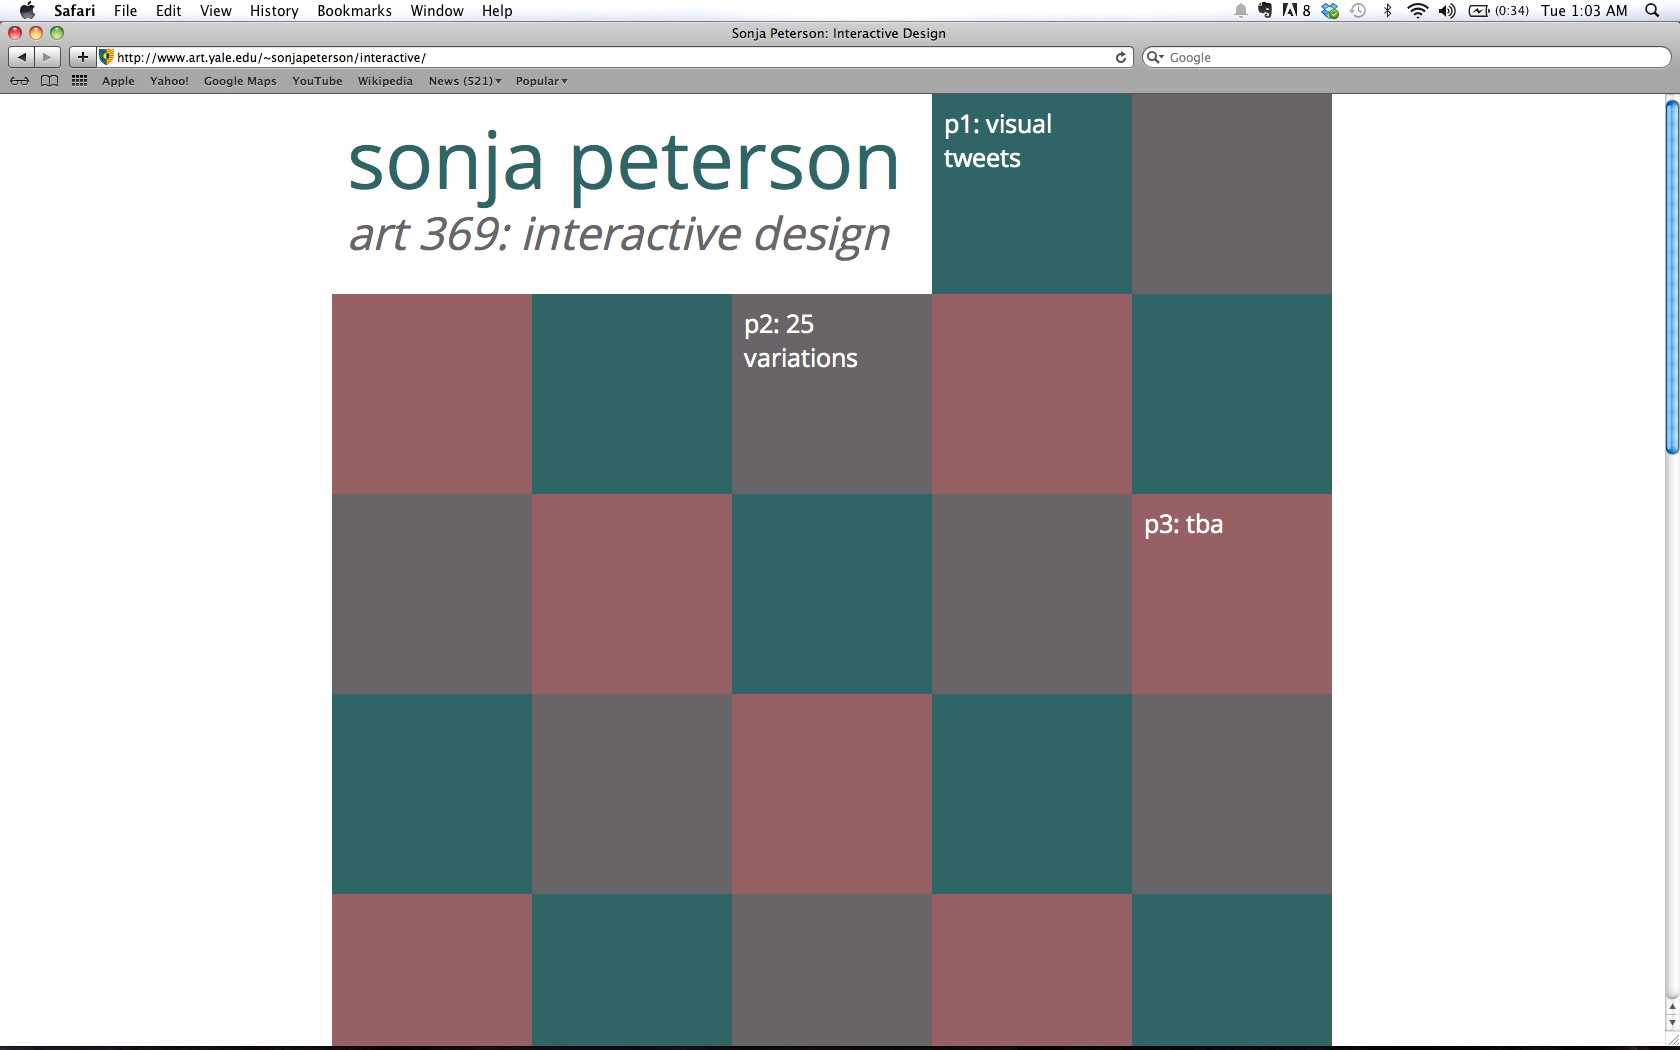 Safari File Edit View History Bookmarks Window Help 8 (0:34) Tue 1:03 AM
Sonja Peterson: Interactive Design
http://www.art.yale.edu/~sonjapeterson/interactive/ Google
Apple Yahoo! Google Maps YouTube Wikipedia News (521) Popular
sonja peterson
art 369: interactive design
p1: visual
tweets
p2: 25
variations
p3: tba